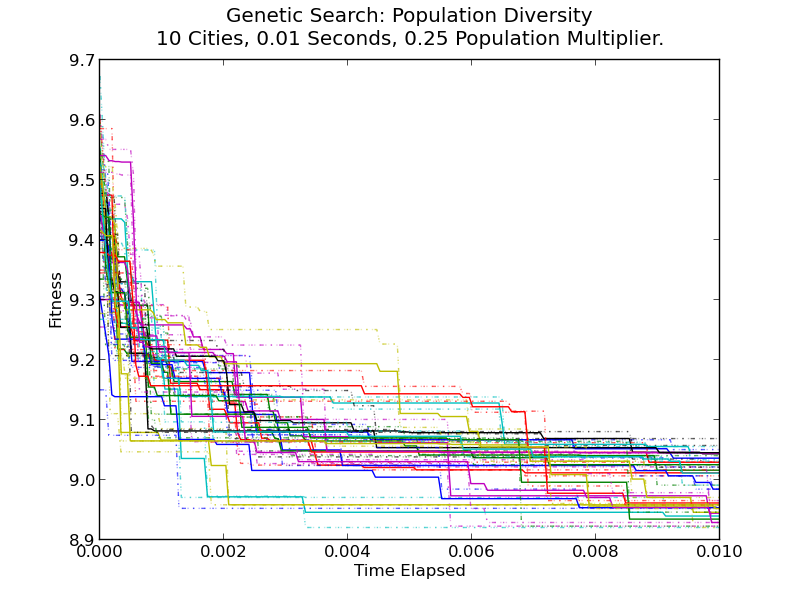 Genetic Search: Population Diversity
10 Cities, 0.01 Seconds, 0.25 Population Multiplier.
9.7
9.6
9.5
9.4
9.3
9.2
9.1
9.0
8.9
Fitness
0.000 0.002 0.004 0.006 0.008 0.010
Time Elapsed